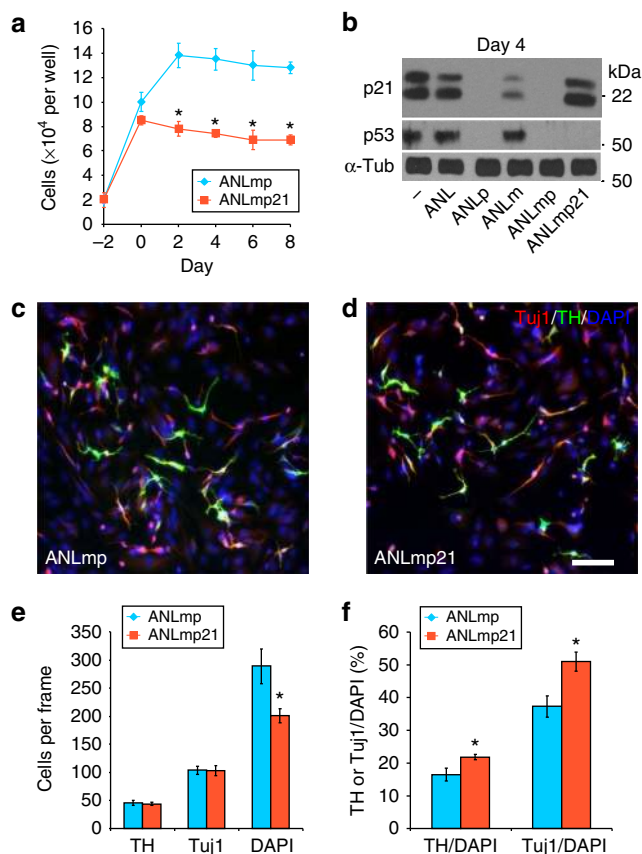 a
16
14
12
10
8
6
4
2
0
Cells (×10⁴ per well)
*
*
*
*
ANLmp
ANLmp21
−2
0
2
4
6
8
Day
b
Day 4
kDa
p21
22
p53
50
α-Tub
50
–
ANL
ANLp
ANLm
ANLmp
ANLmp21
c
ANLmp
d
Tuj1/TH/DAPI
ANLmp21
e
ANLmp
ANLmp21
350
300
250
200
150
100
50
0
Cells per frame
*
TH
Tuj1
DAPI
f
ANLmp
ANLmp21
60
50
40
30
20
10
0
TH or Tuj1/DAPI (%)
*
*
TH/DAPI
Tuj1/DAPI